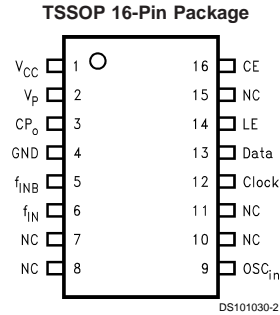 TSSOP 16-Pin Package
VCC 1 16 CE
VP 2 15 NC
CPo 3 14 LE
GND 4 13 Data
fINB 5 12 Clock
fIN 6 11 NC
NC 7 10 NC
NC 8 9 OSCin
DS101030-2